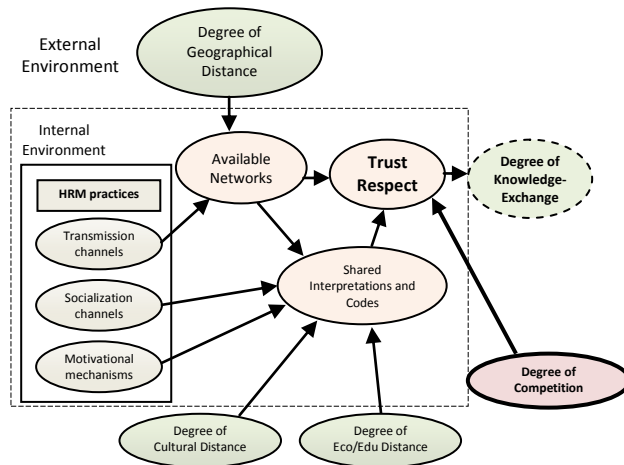 External
Environment
Degree of
Geographical
Distance
Internal
Environment
HRM practices
Transmission
channels
Socialization
channels
Motivational
mechanisms
Available
Networks
Trust
Respect
Degree of
Knowledge-
Exchange
Shared
Interpretations and
Codes
Degree of
Competition
Degree of
Cultural Distance
Degree of
Eco/Edu Distance